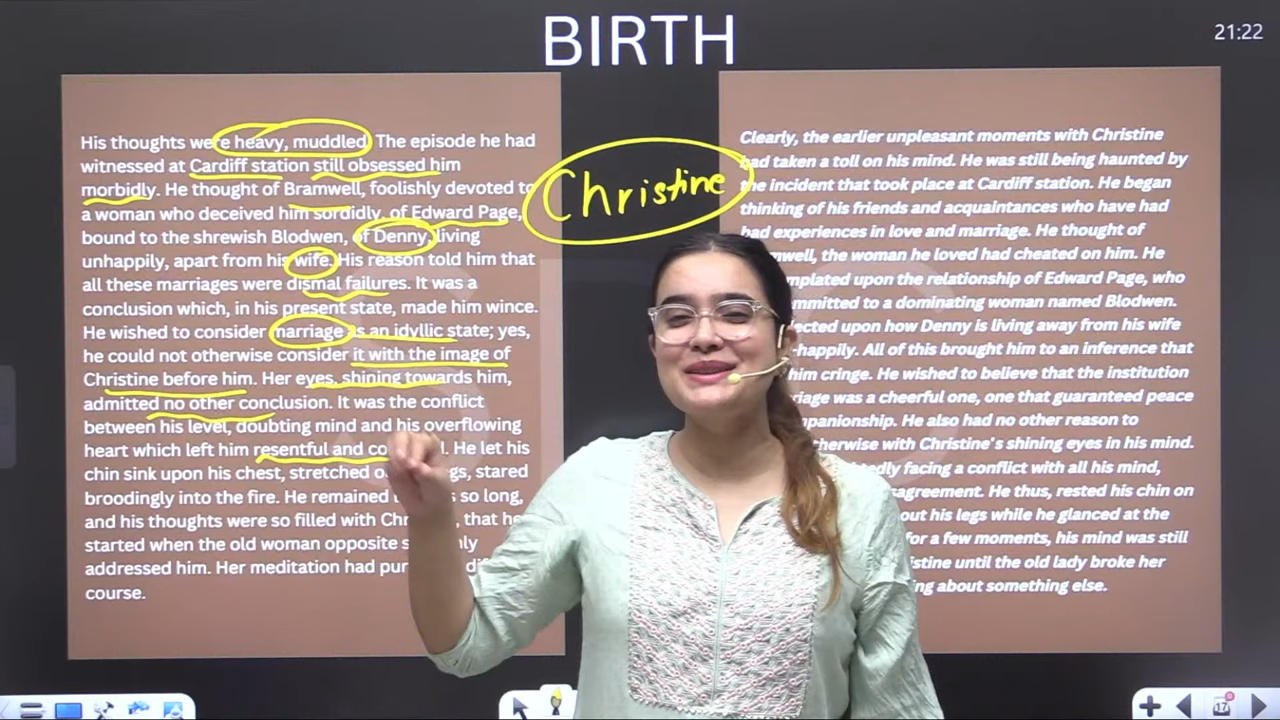 BIRTH
21:22
His thoughts were heavy, muddled. The episode he had
witnessed at Cardiff station still obsessed him
morbidly. He thought of Bramwell, foolishly devoted to
a woman who deceived him sordidly, of Edward Page,
bound to the shrewish Blodwen, of Denny, living
unhappily, apart from his wife. His reason told him that
all these marriages were dismal failures. It was a
conclusion which, in his present state, made him wince.
He wished to consider marriage as an idyllic state; yes,
he could not otherwise consider it with the image of
Christine before him. Her eyes, shining towards him,
admitted no other conclusion. It was the conflict
between his level, doubting mind and his overflowing
heart which left him resentful and
He let his
chin sink upon his chest, stretched
stared
broodingly into the fire. He remained
so long,
and his thoughts were so filled with
that he
started when the old woman opposite
addressed him. Her meditation had
course.
Christine
Clearly, the earlier unpleasant moments with Christine
had taken a toll on his mind. He was still being haunted by
the incident that took place at Cardiff station. He began
thinking of his friends and acquaintances who have had
bad experiences in love and marriage. He thought of
the woman he loved had cheated on him. He
upon the relationship of Edward Page, who
to a dominating woman named Blodwen.
upon how Denny is living away from his wife
All of this brought him to an inference that
him cringe. He wished to believe that the institution
was a cheerful one, one that guaranteed peace
He also had no other reason to
with Christine's shining eyes in his mind.
facing a conflict with all his mind,
He thus, rested his chin on
out his legs while he glanced at the
for a few moments, his mind was still
until the old lady broke her
about something else.